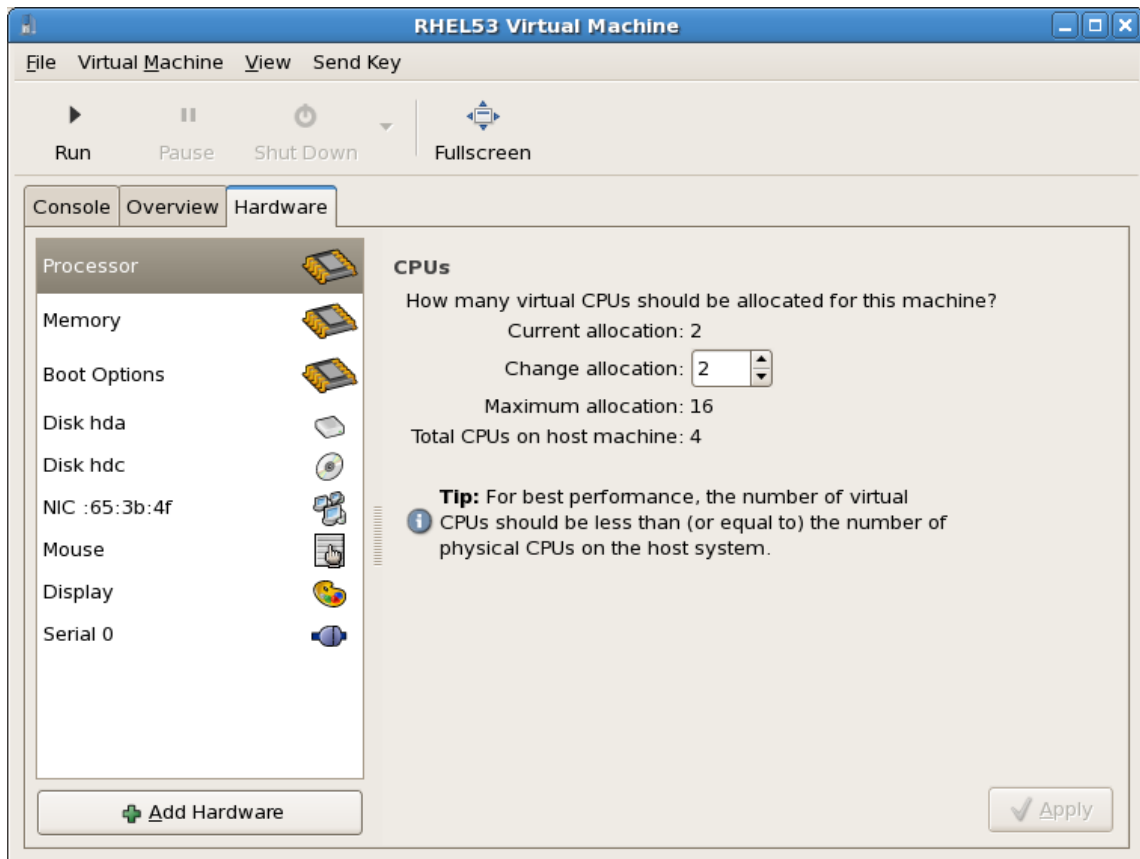 RHEL53 Virtual Machine
File Virtual Machine View Send Key
Run Pause Shut Down Fullscreen
Console Overview Hardware
Processor
Memory
Boot Options
Disk hda
Disk hdc
NIC :65:3b:4f
Mouse
Display
Serial 0
Add Hardware
CPUs
How many virtual CPUs should be allocated for this machine?
Current allocation: 2
Change allocation: 2
Maximum allocation: 16
Total CPUs on host machine: 4
Tip: For best performance, the number of virtual
CPUs should be less than (or equal to) the number of
physical CPUs on the host system.
Apply